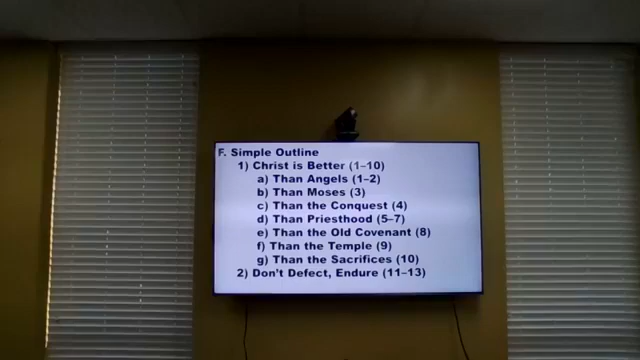 F. Simple Outline
1) Christ is Better (1–10)
a) Than Angels (1–2)
b) Than Moses (3)
c) Than the Conquest (4)
d) Than Priesthood (5–7)
e) Than the Old Covenant (8)
f) Than the Temple (9)
g) Than the Sacrifices (10)
2) Don't Defect, Endure (11–13)